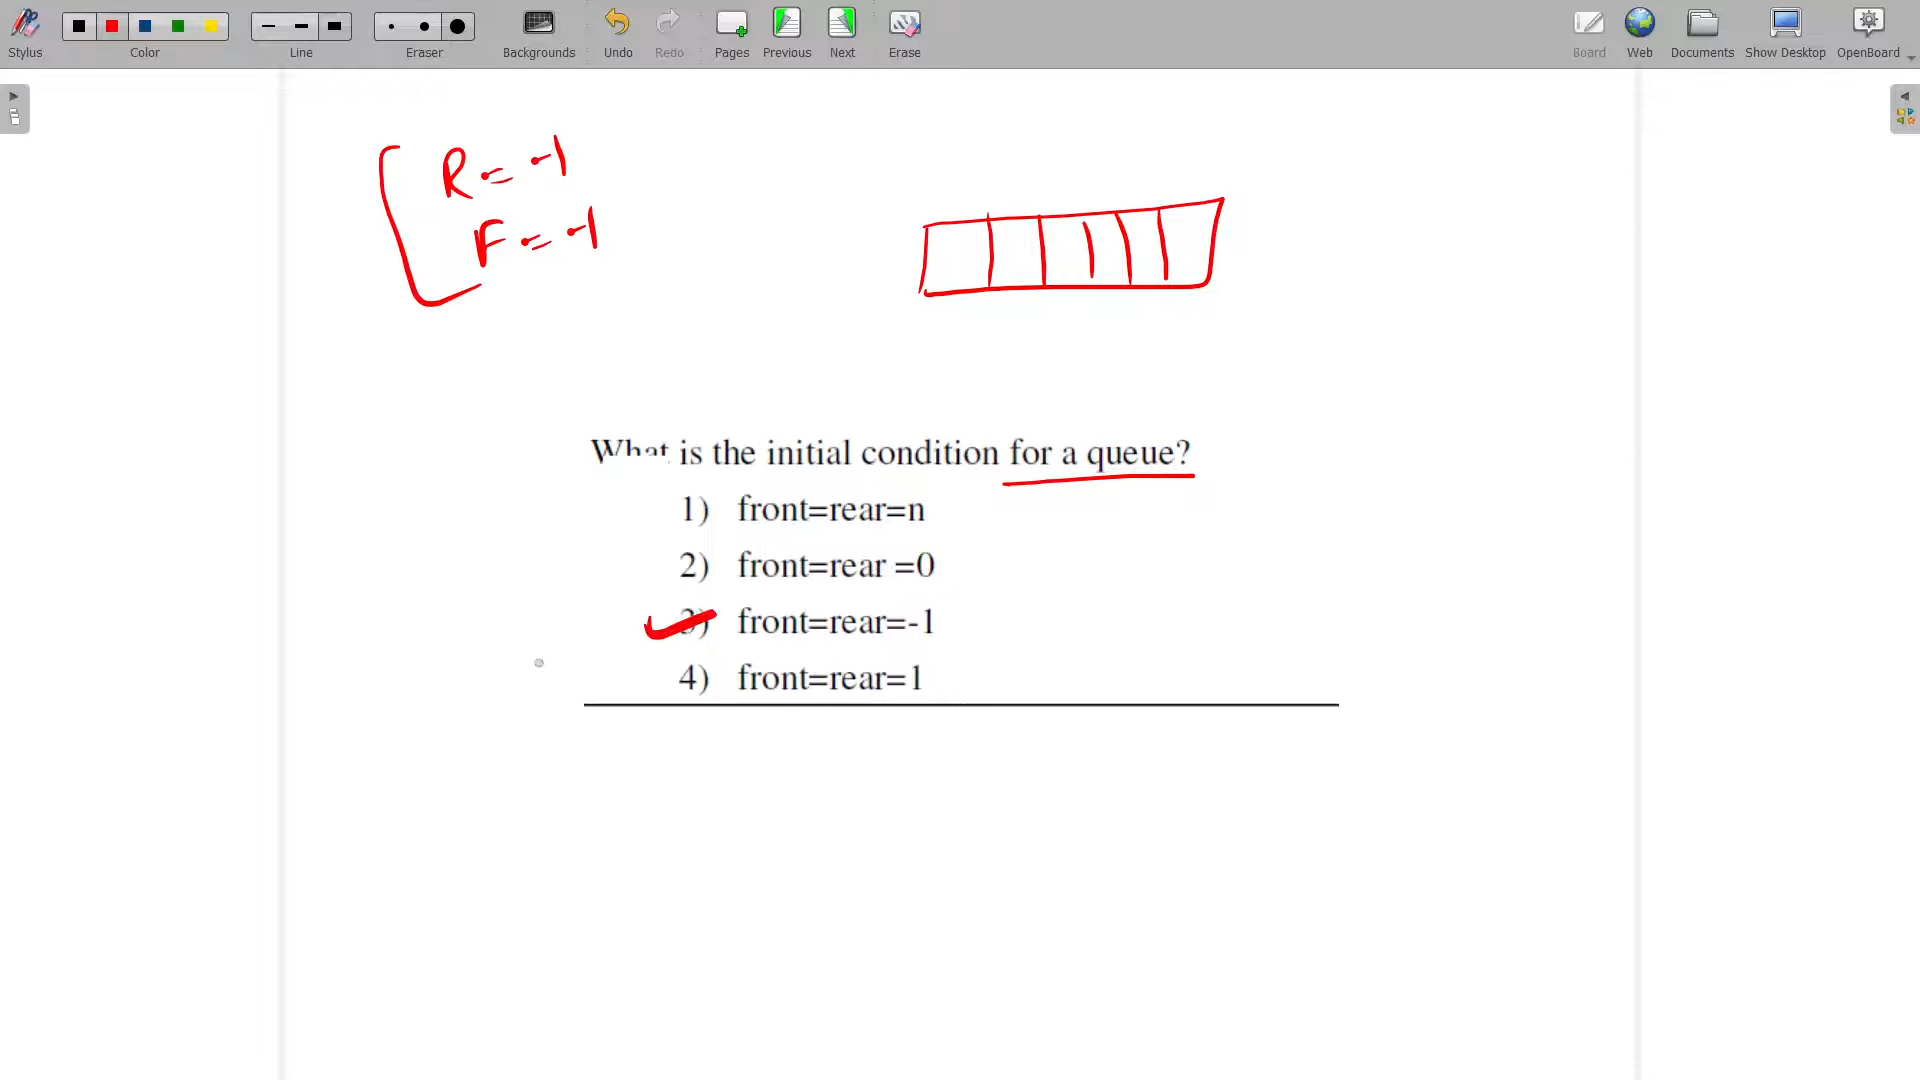 Stylus
Color
Line
Eraser
Backgrounds
Undo
Redo
Pages
Previous
Next
Erase
Board
Web
Documents
Show Desktop
OpenBoard
R = -1
F = -1
What is the initial condition for a queue?
1) front=rear=n
2) front=rear =0
3) front=rear=-1
4) front=rear=1